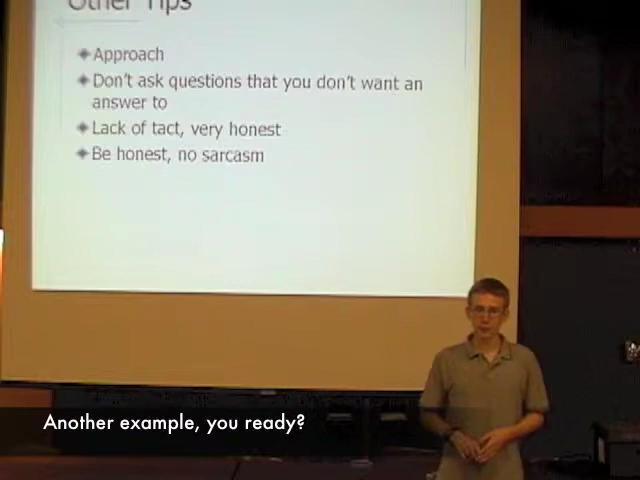 Other Tips
Approach
Don't ask questions that you don't want an
answer to
Lack of tact, very honest
Be honest, no sarcasm
Another example, you ready?